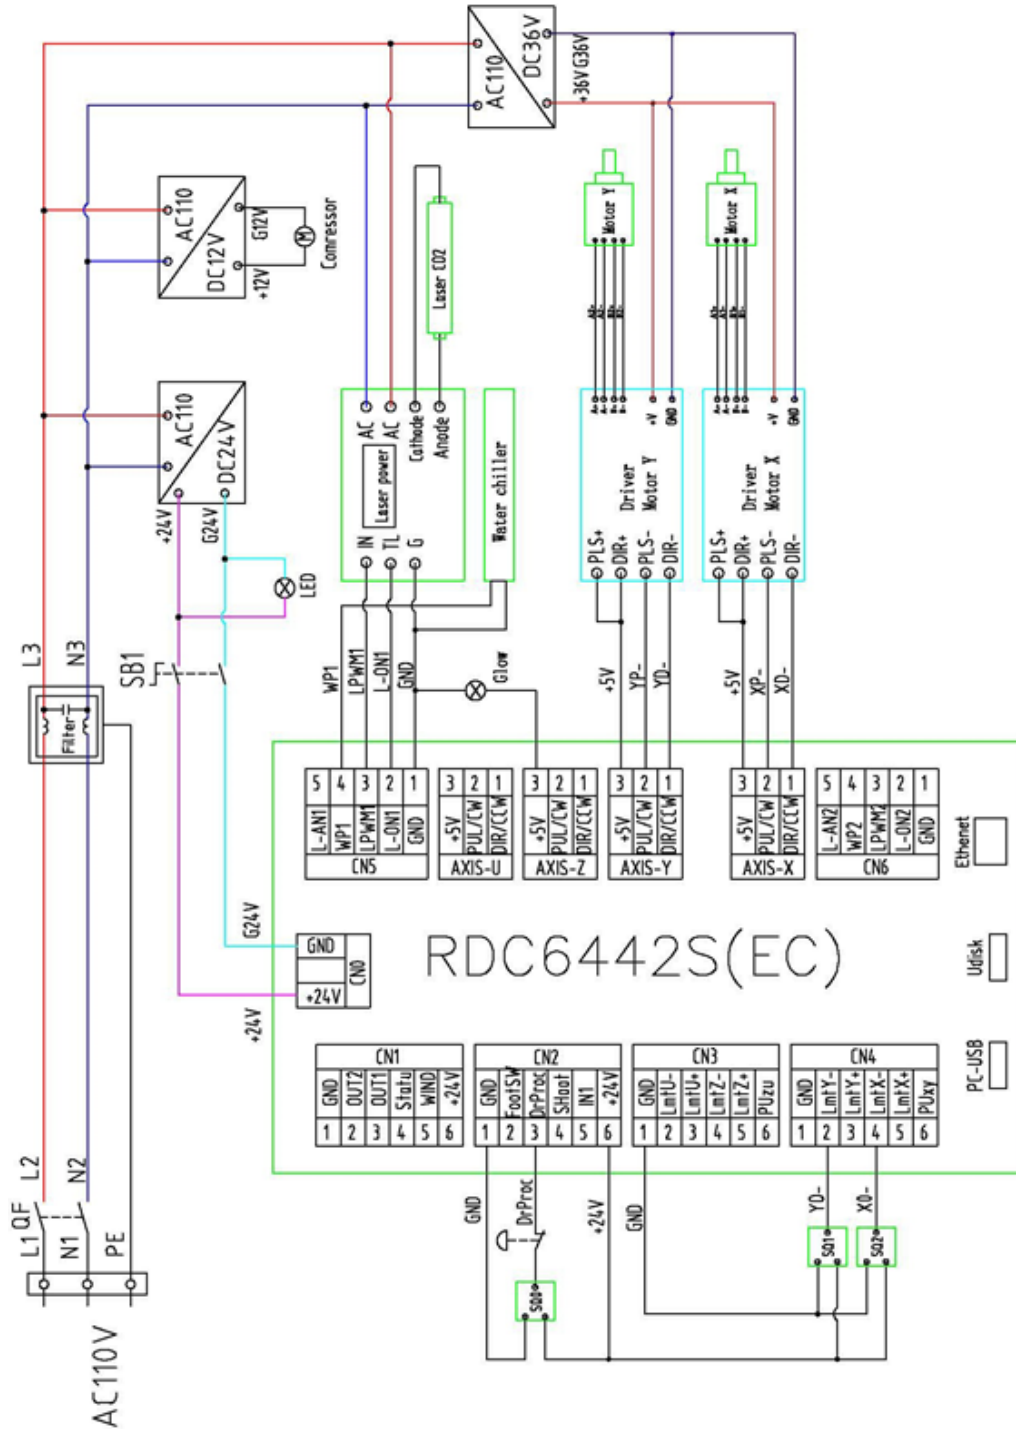 AC110V
L1
N1
PE
QF
L2
N2
Filter
L3
N3
AC110
DC24V
+24V
G24V
SB1
LED
+24V
G24V
AC110
DC12V
+12V
G12V
M
Comressor
AC110
DC36V
+36V
G36V
Laser power
AC
AC
Cathode
Anode
IN
TL
G
Laser CO2
Water chiller
WP1
LPWM1
L-ON1
GND
Glow
Driver
Motor Y
PLS+
DIR+
PLS-
DIR-
A+
A-
B+
B-
+V
GND
Motor Y
+5V
YP-
YD-
Driver
Motor X
PLS+
DIR+
PLS-
DIR-
A+
A-
B+
B-
+V
GND
Motor X
+5V
XP-
XD-
RDC6442S(EC)
CN0
GND
+24V
CN5
L-AN1 5
WP1 4
LPWM1 3
L-ON1 2
GND 1
AXIS-U
+5V 3
PUL/CW 2
DIR/CCW 1
AXIS-Z
+5V 3
PUL/CW 2
DIR/CCW 1
AXIS-Y
+5V 3
PUL/CW 2
DIR/CCW 1
AXIS-X
+5V 3
PUL/CW 2
DIR/CCW 1
CN6
L-AN2 5
WP2 4
LPWM2 3
L-ON2 2
GND 1
Ethenet
Udisk
PC-USB
CN1
1 GND
2 OUT2
3 OUT1
4 Statu
5 WIND
6 +24V
CN2
1 GND
2 FootSW
3 DrProc
4 SHoat
5 IN1
6 +24V
CN3
1 GND
2 LmtU-
3 LmtU+
4 LmtZ-
5 LmtZ+
6 PUzu
CN4
1 GND
2 LmtY-
3 LmtY+
4 LmtX-
5 LmtX+
6 PUxy
GND
DrProc
+24V
SQ0
GND
Y0-
X0-
SQ1
SQ2